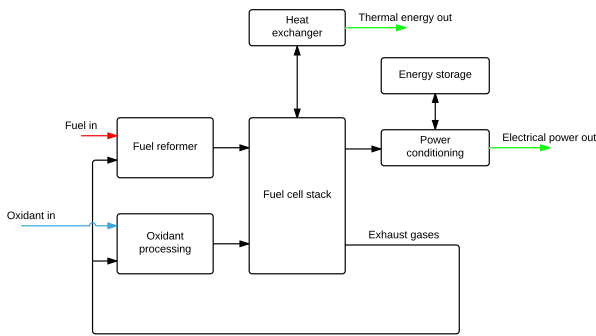 Heat
exchanger
Thermal energy out
Energy storage
Fuel in
Fuel reformer
Power
conditioning
Electrical power out
Fuel cell stack
Oxidant in
Oxidant
processing
Exhaust gases